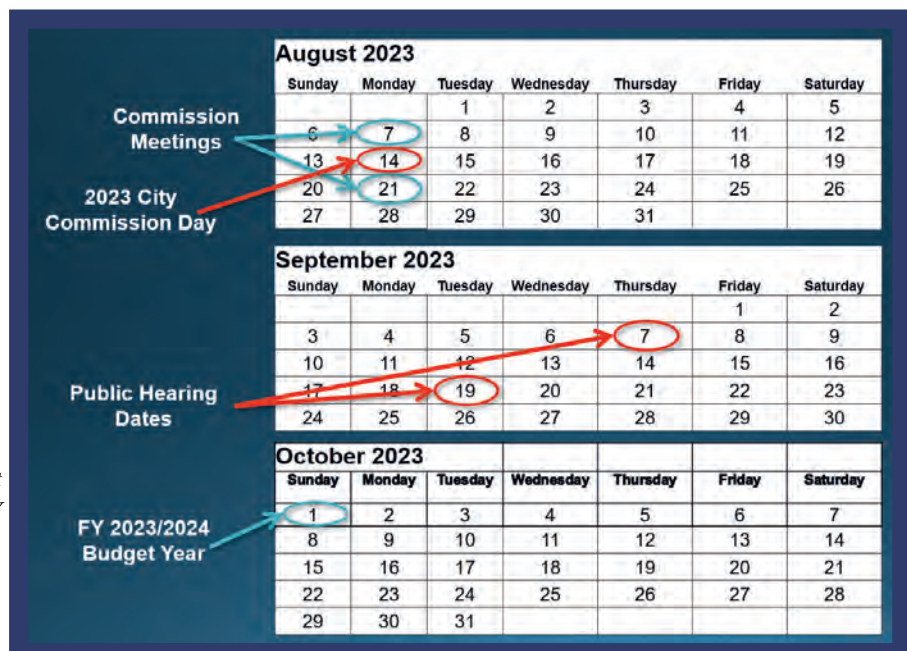 August 2023
Sunday Monday Tuesday Wednesday Thursday Friday Saturday
1 2 3 4 5
6 7 8 9 10 11 12
13 14 15 16 17 18 19
20 21 22 23 24 25 26
27 28 29 30 31
Commission
Meetings
2023 City
Commission Day
September 2023
Sunday Monday Tuesday Wednesday Thursday Friday Saturday
1 2
3 4 5 6 7 8 9
10 11 12 13 14 15 16
17 18 19 20 21 22 23
24 25 26 27 28 29 30
Public Hearing
Dates
October 2023
Sunday Monday Tuesday Wednesday Thursday Friday Saturday
1 2 3 4 5 6 7
8 9 10 11 12 13 14
15 16 17 18 19 20 21
22 23 24 25 26 27 28
29 30 31
FY 2023/2024
Budget Year